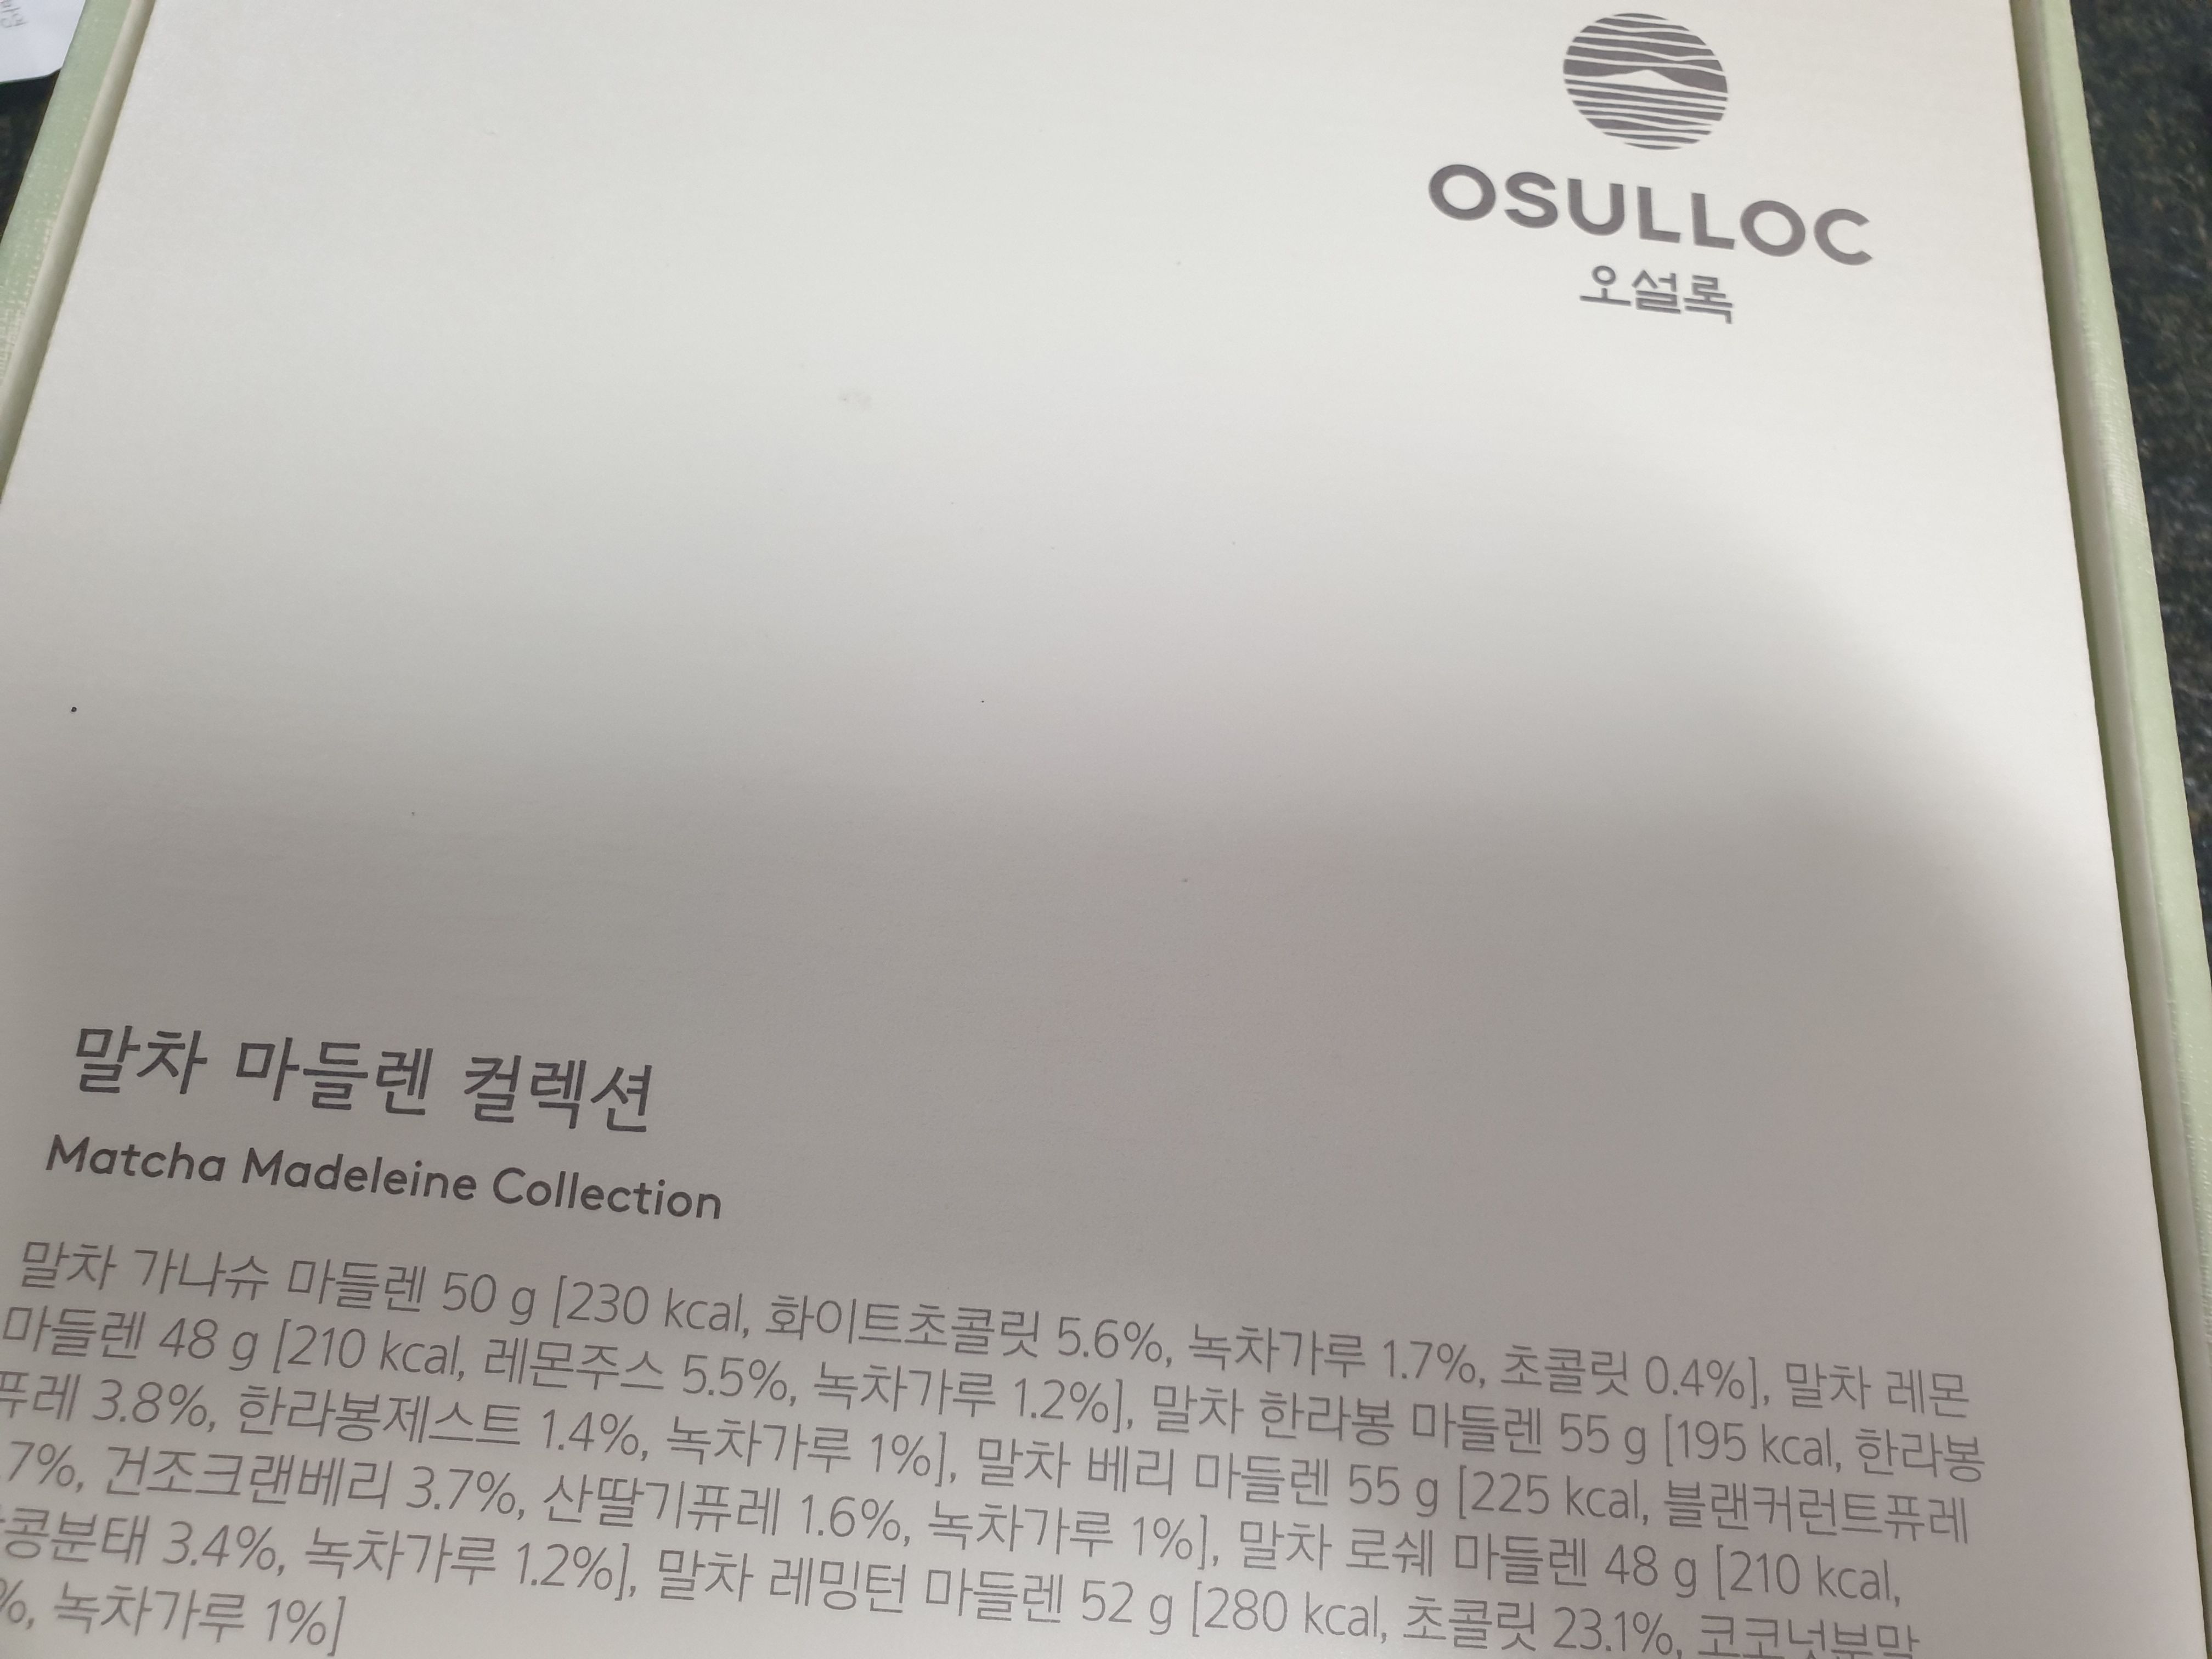 OSULLOC
오설록
말차 마들렌 컬렉션
Matcha Madeleine Collection
말차 가나슈 마들렌 50 g [230 kcal, 화이트초콜릿 5.6%, 녹차가루 1.7%, 초콜릿 0.4%], 말차 레몬
마들렌 48 g [210 kcal, 레몬주스 5.5%, 녹차가루 1.2%], 말차 한라봉 마들렌 55 g [195 kcal, 한라봉
퓨레 3.8%, 한라봉제스트 1.4%, 녹차가루 1%], 말차 베리 마들렌 55 g [225 kcal, 블랜커런트퓨레
.7%, 건조크랜베리 3.7%, 산딸기퓨레 1.6%, 녹차가루 1%], 말차 로쉐 마들렌 48 g [210 kcal,
콩분태 3.4%, 녹차가루 1.2%], 말차 레밍턴 마들렌 52 g [280 kcal, 초콜릿 23.1%, 코코넛분말
%, 녹차가루 1%]